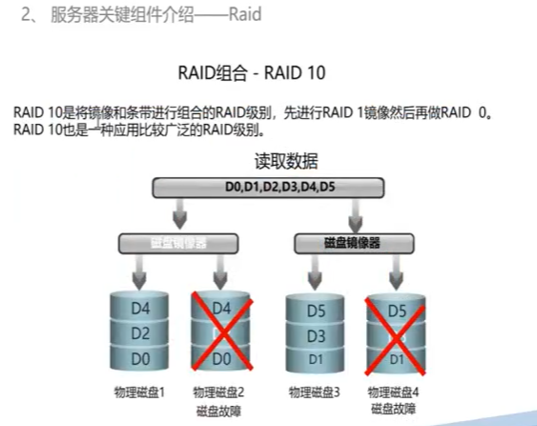 2、 服务器关键组件介绍——Raid
RAID组合 - RAID 10
RAID 10是将镜像和条带进行组合的RAID级别，先进行RAID 1镜像然后再做RAID 0。
RAID 10也是一种应用比较广泛的RAID级别。
读取数据
D0,D1,D2,D3,D4,D5
磁盘镜像器 磁盘镜像器
D4 D4 D5 D5
D2 D3
D0 D0 D1 D1
物理磁盘1 物理磁盘2 物理磁盘3 物理磁盘4
磁盘故障 磁盘故障